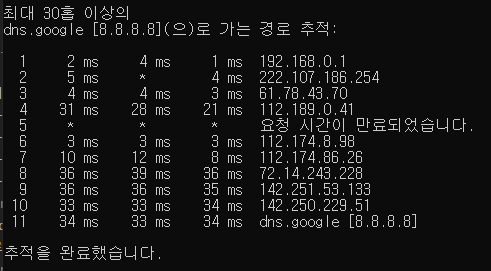 최대 30홉 이상의
dns.google [8.8.8.8](으)로 가는 경로 추적:
1 2 ms 4 ms 1 ms 192.168.0.1
2 5 ms * 4 ms 222.107.186.254
3 4 ms 4 ms 3 ms 61.78.43.70
4 31 ms 28 ms 21 ms 112.189.0.41
5 * * * 요청 시간이 만료되었습니다.
6 3 ms 3 ms 3 ms 112.174.8.98
7 10 ms 12 ms 8 ms 112.174.86.26
8 36 ms 39 ms 36 ms 72.14.243.228
9 36 ms 36 ms 35 ms 142.251.53.133
10 33 ms 33 ms 34 ms 142.250.229.51
11 34 ms 33 ms 34 ms dns.google [8.8.8.8]
추적을 완료했습니다.